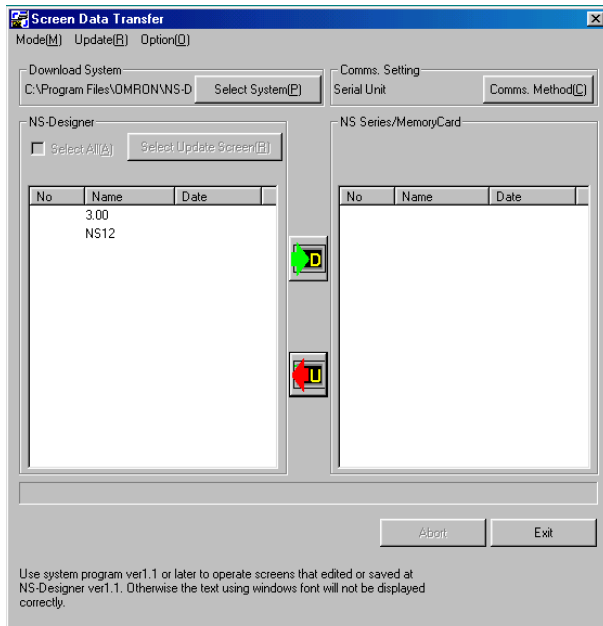 Screen Data Transfer
Mode(M) Update(R) Option(O)
Download System
C:\Program Files\OMRON\NS-D Select System(P)
Comms. Setting
Serial Unit Comms. Method(C)
NS-Designer
Select All(A) Select Update Screen(R)
No Name Date
3.00
NS12
D
U
NS Series/MemoryCard
No Name Date
Abort Exit
Use system program ver1.1 or later to operate screens that edited or saved at
NS-Designer ver1.1. Otherwise the text using windows font will not be displayed
correctly.